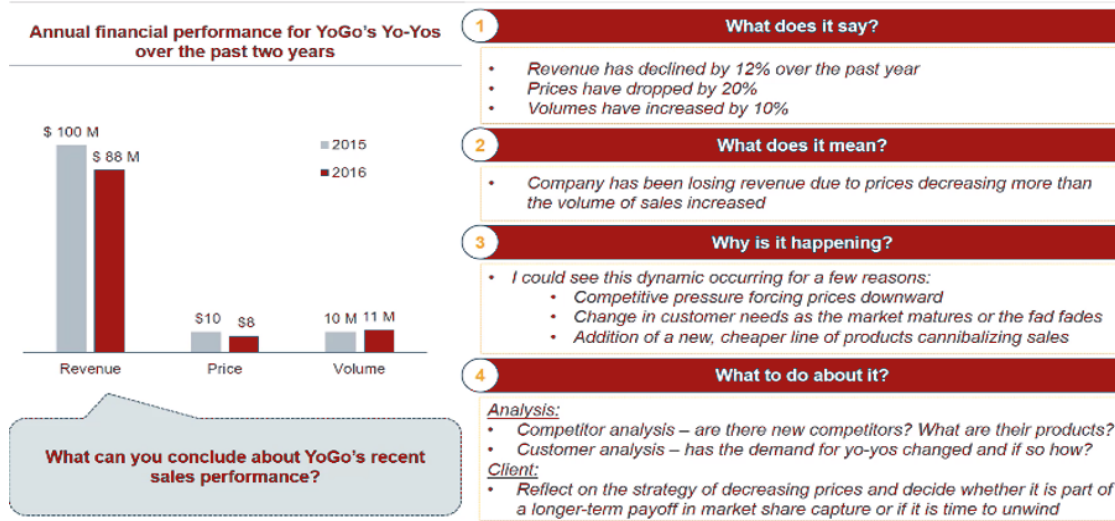 Annual financial performance for YoGo's Yo-Yos
over the past two years
$ 100 M
$ 88 M
2015
2016
$10
$8
10 M
11 M
Revenue
Price
Volume
What can you conclude about YoGo's recent
sales performance?
1
What does it say?
• Revenue has declined by 12% over the past year
• Prices have dropped by 20%
• Volumes have increased by 10%
2
What does it mean?
• Company has been losing revenue due to prices decreasing more than
the volume of sales increased
3
Why is it happening?
• I could see this dynamic occurring for a few reasons:
• Competitive pressure forcing prices downward
• Change in customer needs as the market matures or the fad fades
• Addition of a new, cheaper line of products cannibalizing sales
4
What to do about it?
Analysis:
• Competitor analysis – are there new competitors? What are their products?
• Customer analysis – has the demand for yo-yos changed and if so how?
Client:
• Reflect on the strategy of decreasing prices and decide whether it is part of
a longer-term payoff in market share capture or if it is time to unwind